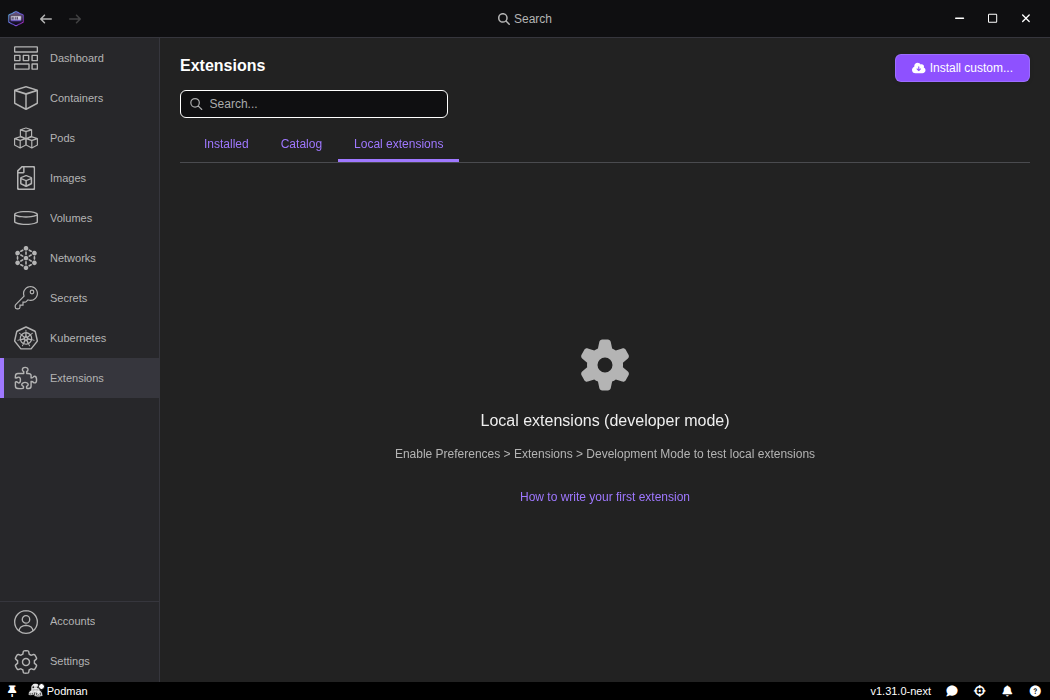 Search
Dashboard
Containers
Pods
Images
Volumes
Networks
Secrets
Kubernetes
Extensions
Accounts
Settings
Extensions
Install custom...
Search...
Installed
Catalog
Local extensions
Local extensions (developer mode)
Enable Preferences > Extensions > Development Mode to test local extensions
How to write your first extension
Podman
v1.31.0-next